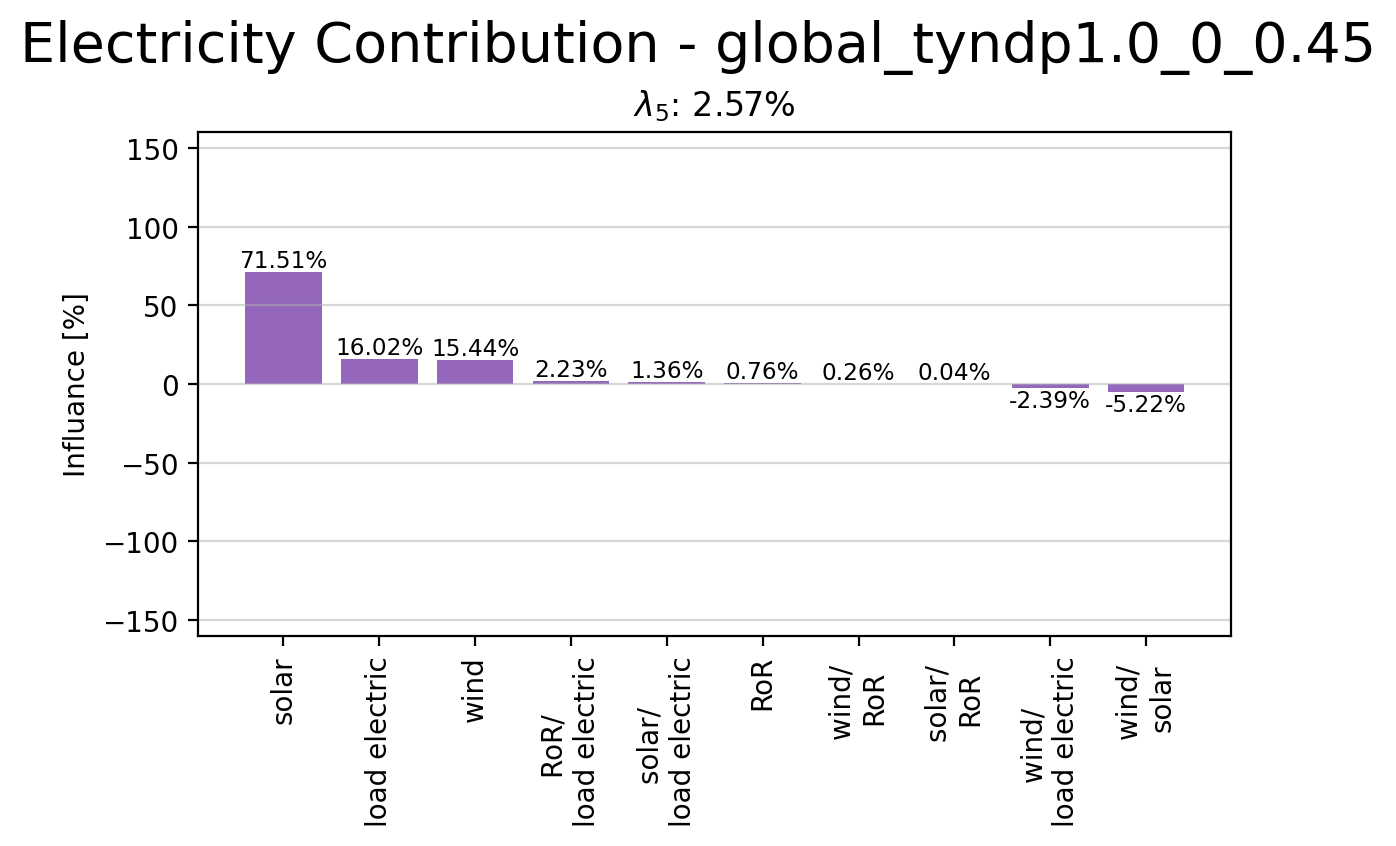 Electricity Contribution - global_tyndp1.0_0_0.45
λ5: 2.57%
Influance [%]
150
100
50
0
−50
−100
−150
71.51%
16.02%
15.44%
2.23%
1.36%
0.76%
0.26%
0.04%
-2.39%
-5.22%
solar
load electric
wind
RoR/
load electric
solar/
load electric
RoR
wind/
RoR
solar/
RoR
wind/
load electric
wind/
solar